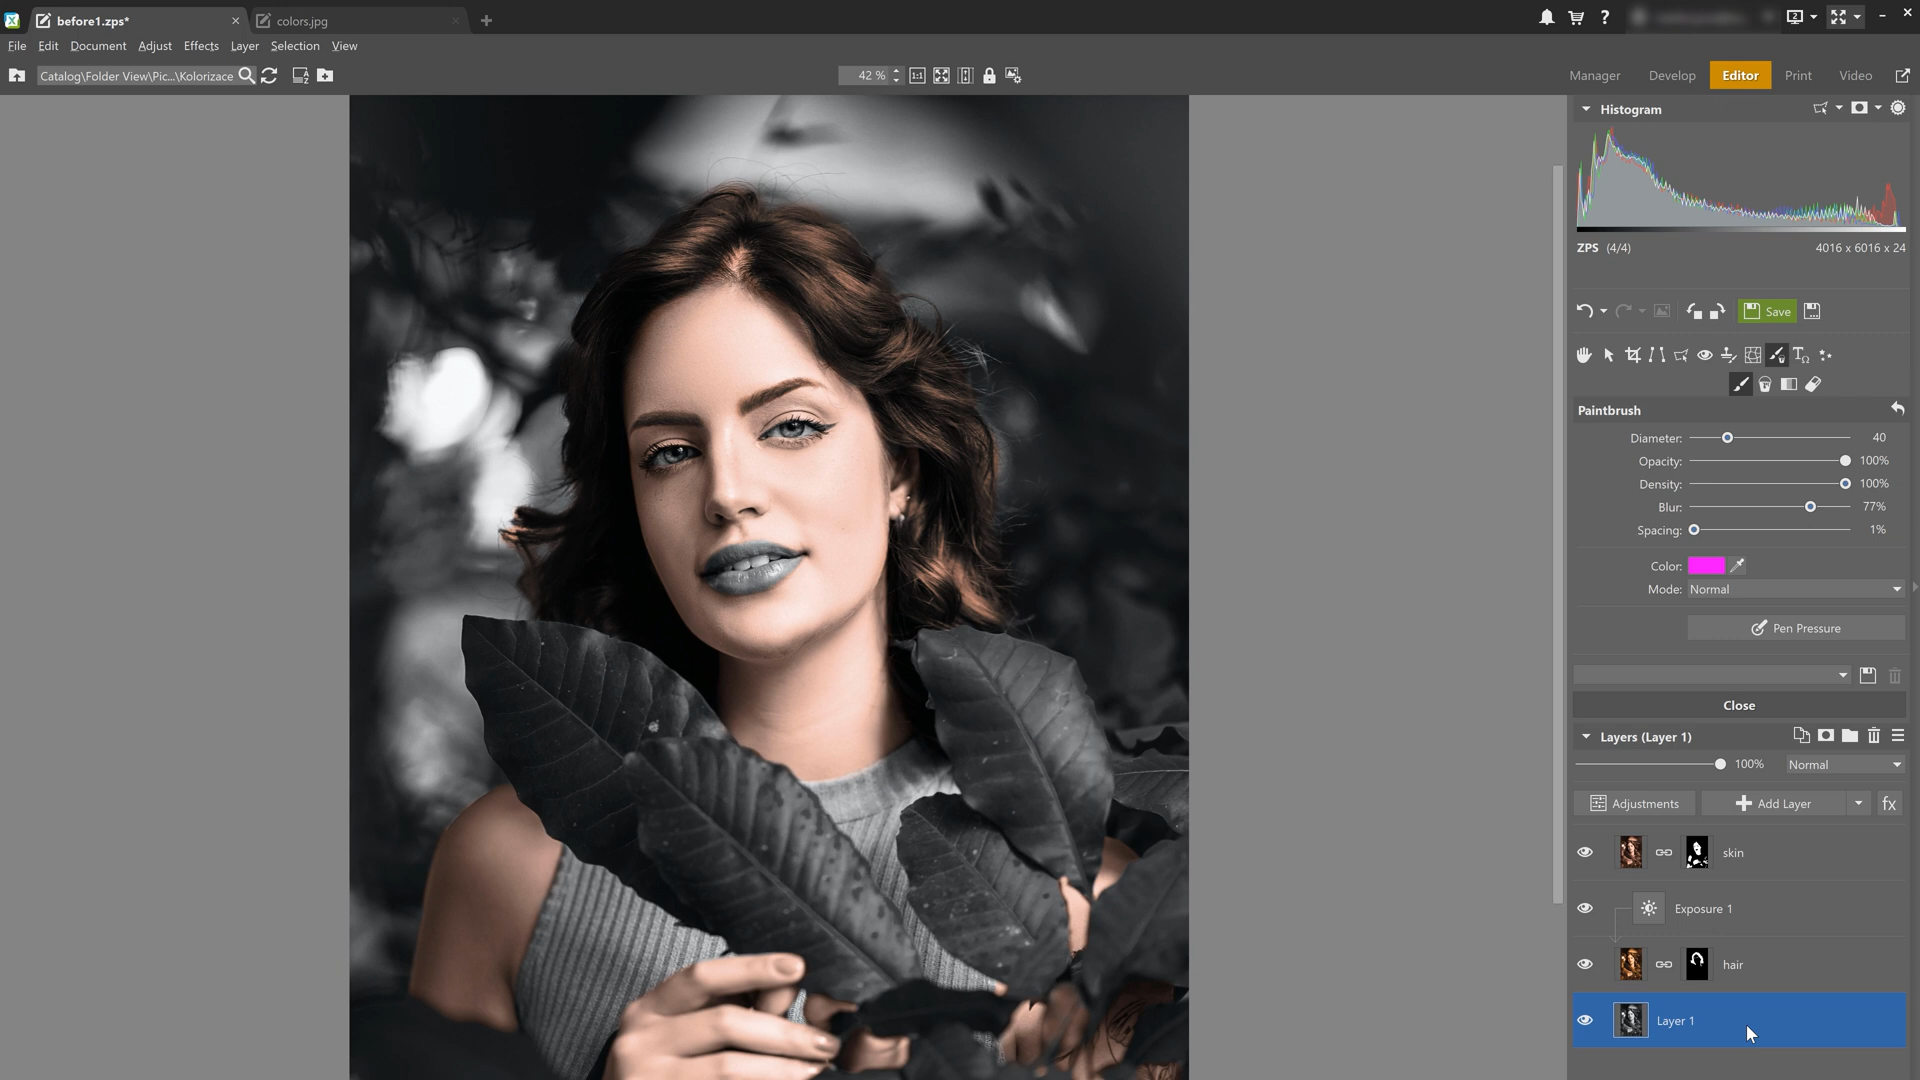 before1.zps*
colors.jpg
File Edit Document Adjust Effects Layer Selection View
Catalog\Folder View\Pic...\Kolorizace
42 %
1:1
Manager Develop Editor Print Video
Histogram
ZPS (4/4) 4016 x 6016 x 24
Save
Paintbrush
Diameter: 40
Opacity: 100%
Density: 100%
Blur: 77%
Spacing: 1%
Color:
Mode: Normal
Pen Pressure
Close
Layers (Layer 1)
100% Normal
Adjustments Add Layer fx
skin
Exposure 1
hair
Layer 1